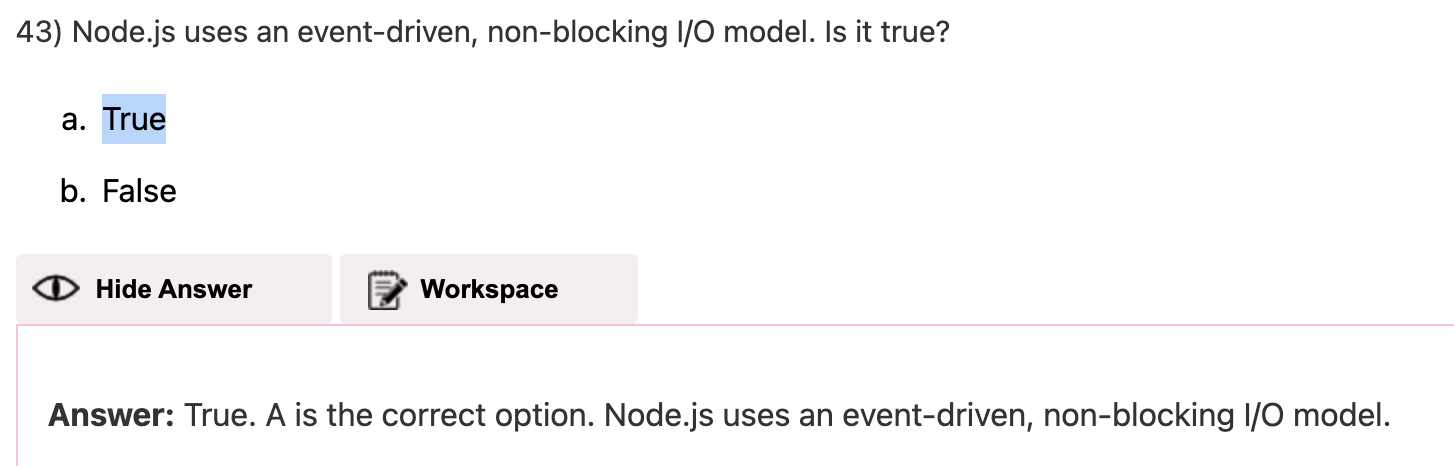 43) Node.js uses an event-driven, non-blocking I/O model. Is it true?
a. True
b. False
Hide Answer Workspace
Answer: True. A is the correct option. Node.js uses an event-driven, non-blocking I/O model.